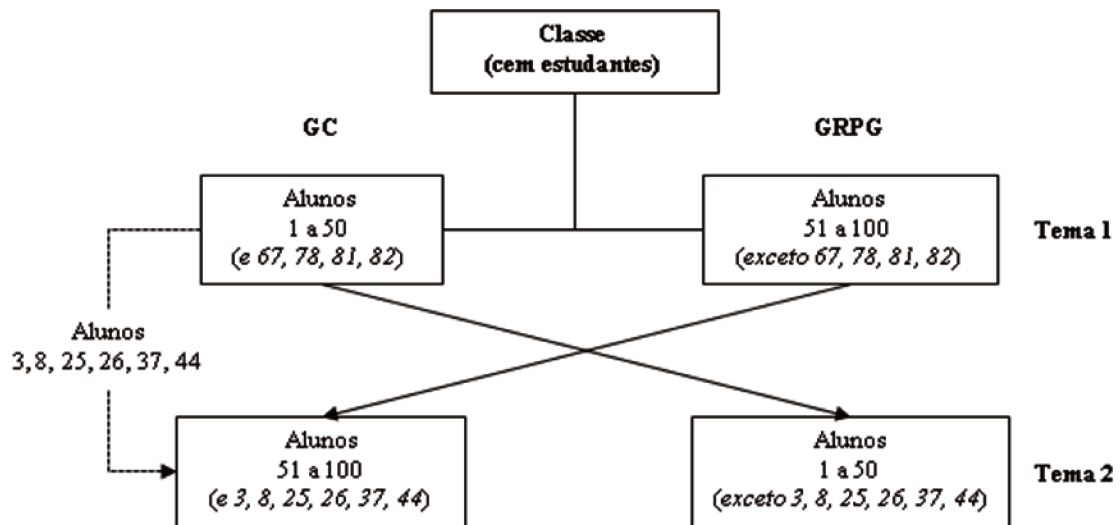 Classe
(cem estudantes)
GC
GRPG
Alunos
1 a 50
(e 67, 78, 81, 82)
Alunos
51 a 100
(exceto 67, 78, 81, 82)
Tema 1
Alunos
3, 8, 25, 26, 37, 44
Alunos
51 a 100
(e 3, 8, 25, 26, 37, 44)
Alunos
1 a 50
(exceto 3, 8, 25, 26, 37, 44)
Tema 2